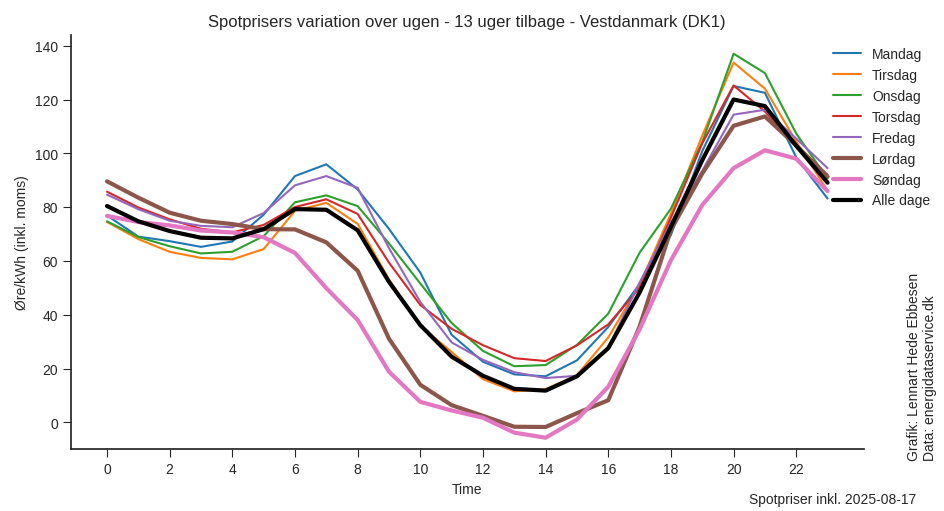 Spotprisers variation over ugen - 13 uger tilbage - Vestdanmark (DK1)
Øre/kWh (inkl. moms)
140
120
100
80
60
40
20
0
0 2 4 6 8 10 12 14 16 18 20 22
Time
Mandag
Tirsdag
Onsdag
Torsdag
Fredag
Lørdag
Søndag
Alle dage
Grafik: Lennart Hede Ebbesen
Data: energidataservice.dk
Spotpriser inkl. 2025-08-17